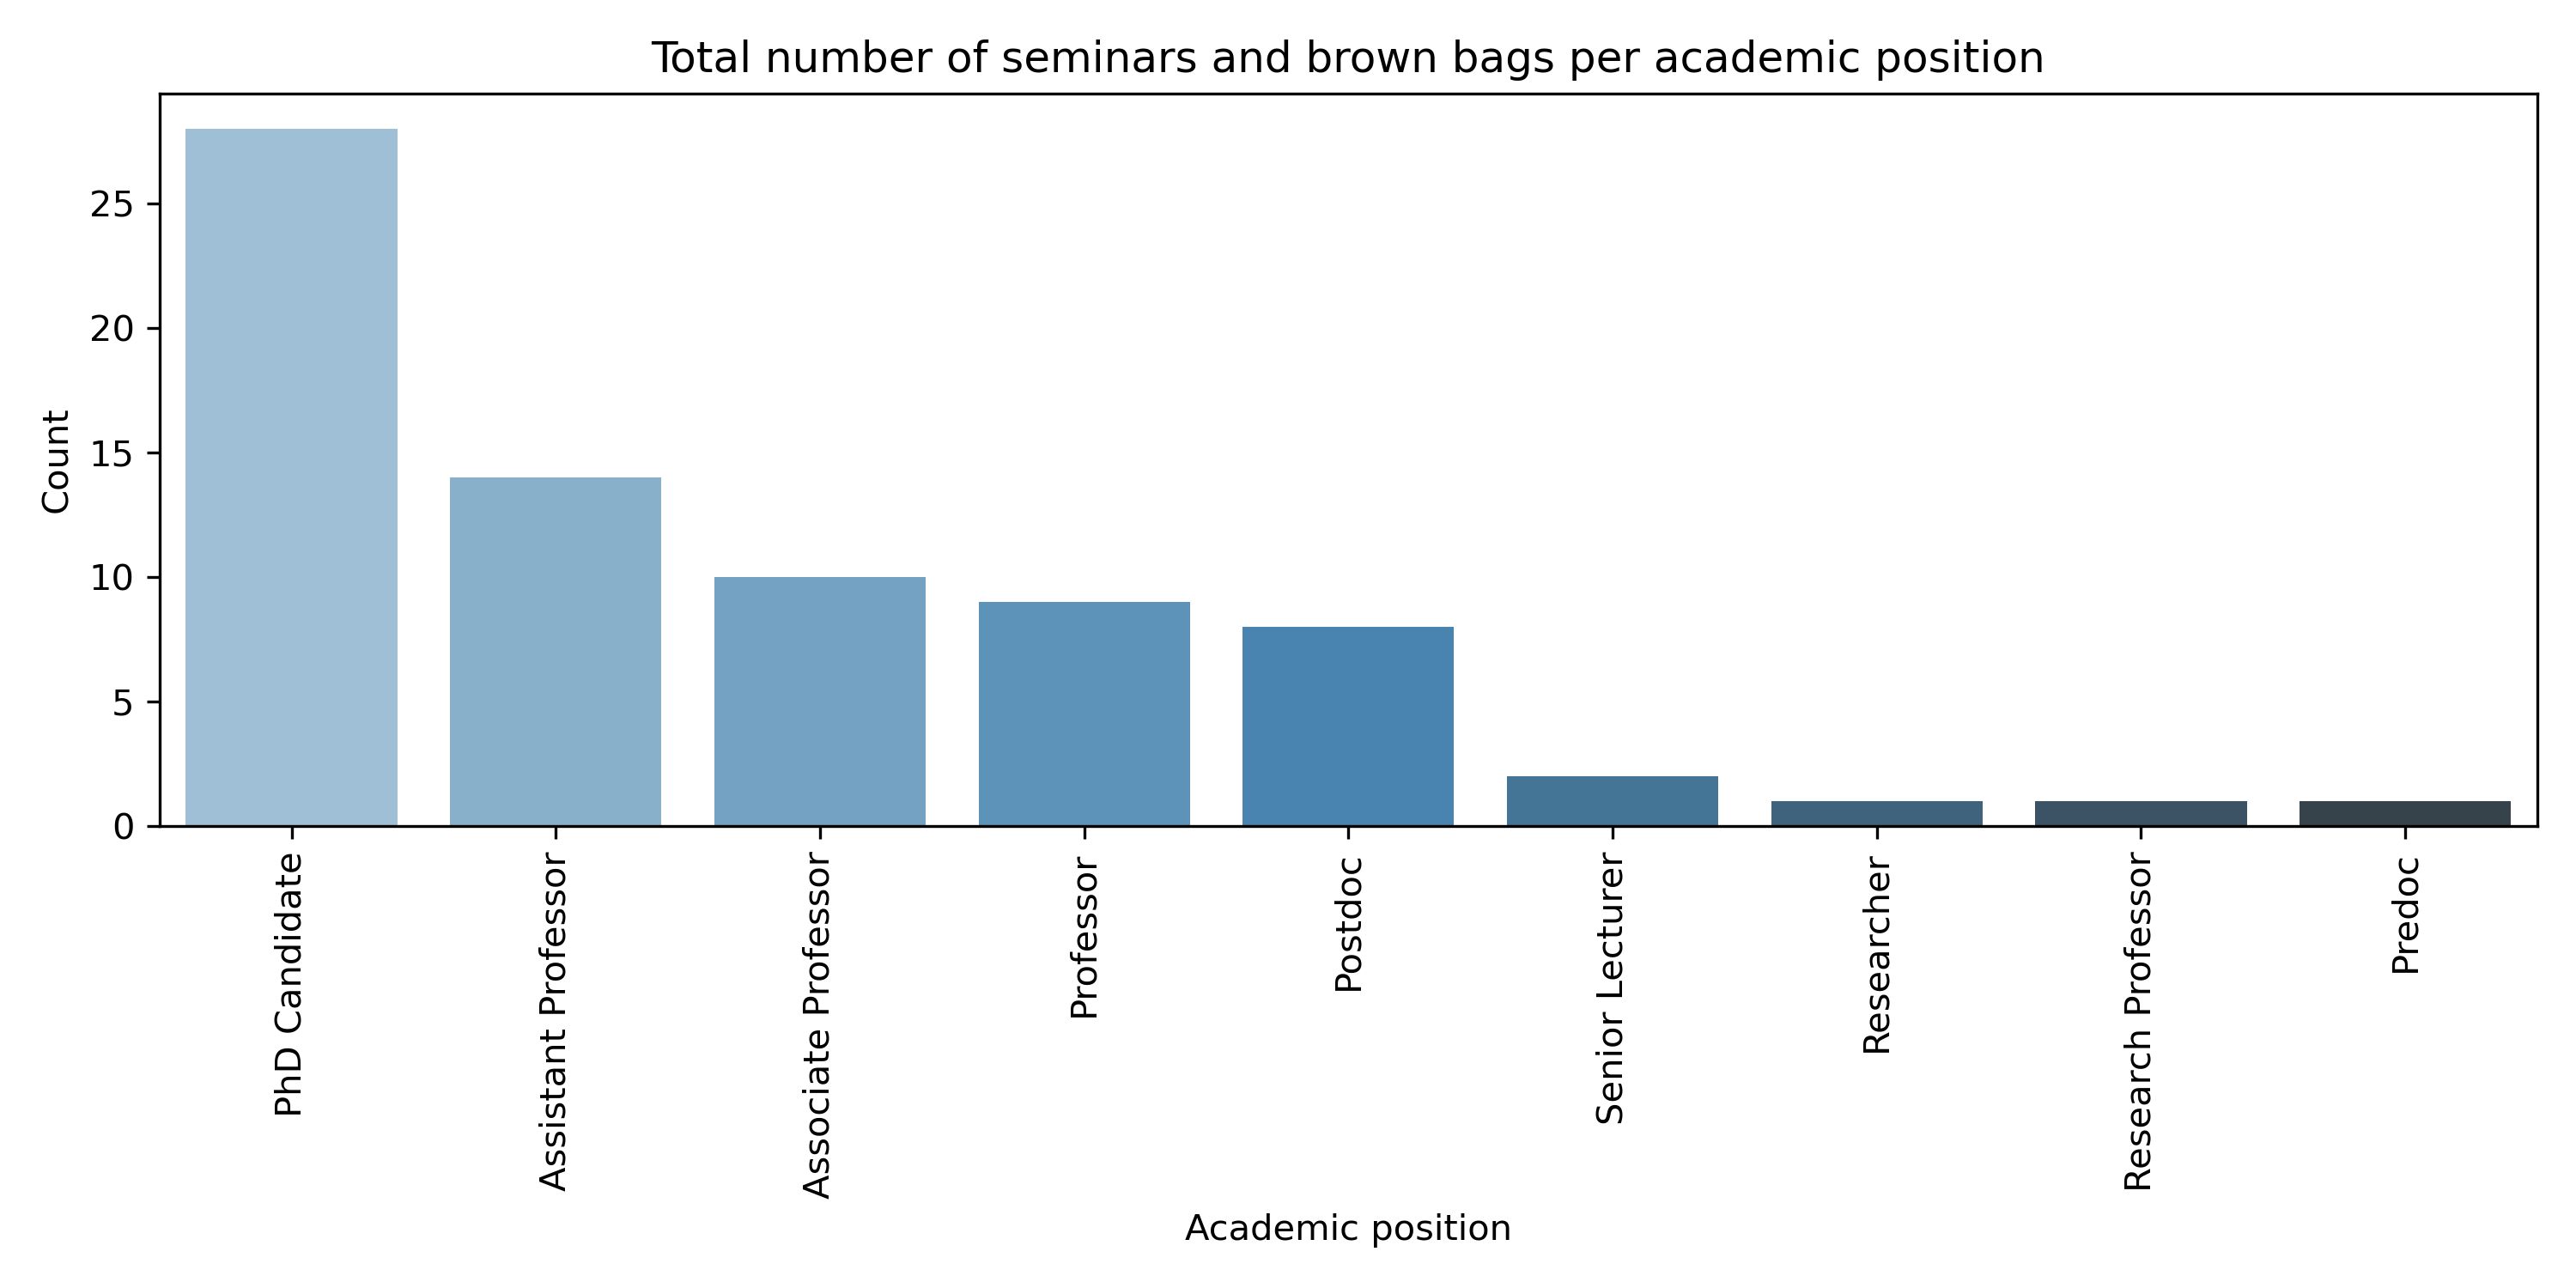 Total number of seminars and brown bags per academic position
Count
25
20
15
10
5
0
PhD Candidate
Assistant Professor
Associate Professor
Professor
Postdoc
Senior Lecturer
Researcher
Research Professor
Predoc
Academic position